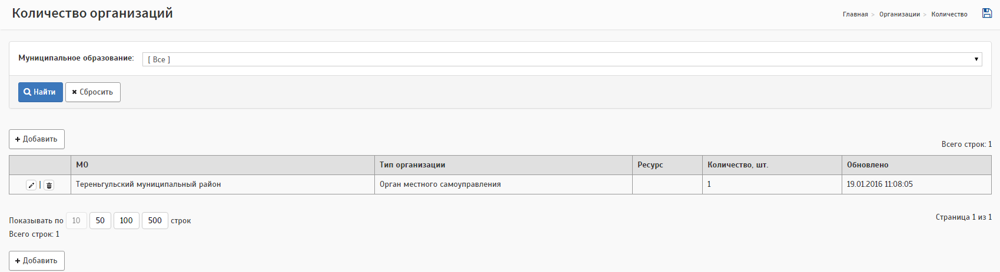 Количество организаций
Главная > Организации > Количество
Муниципальное образование: [ Все ]
Найти Сбросить
Добавить
Всего строк: 1
МО Тип организации Ресурс Количество, шт. Обновлено
| Тереньгульский муниципальный район Орган местного самоуправления 1 19.01.2016 11:08:05
Показывать по 10 50 100 500 строк
Страница 1 из 1
Всего строк: 1
Добавить